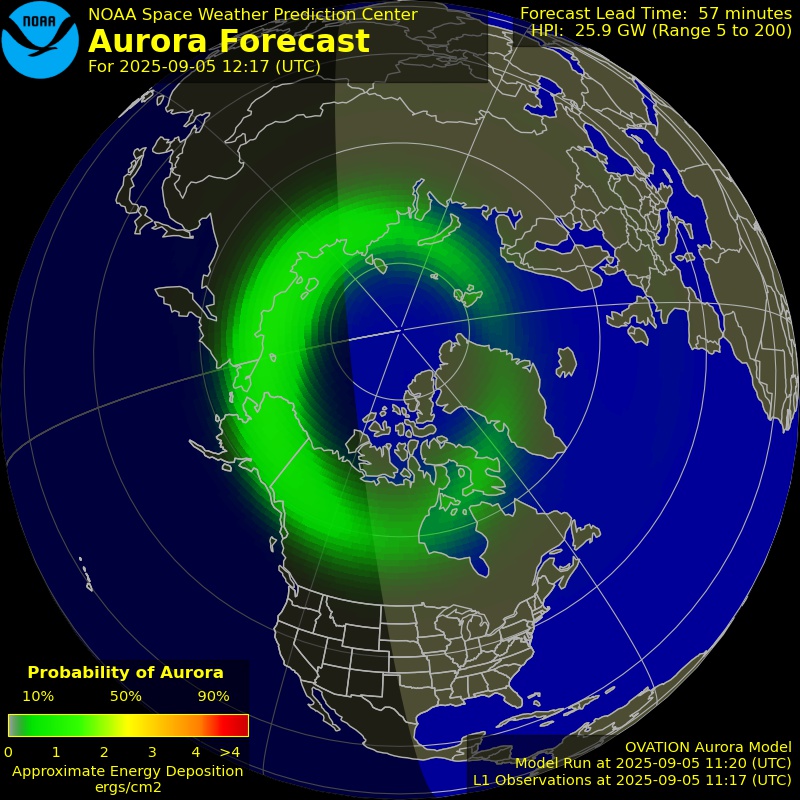 NOAA
NOAA Space Weather Prediction Center
Aurora Forecast
For 2025-09-05 12:17 (UTC)
Forecast Lead Time: 57 minutes
HPI: 25.9 GW (Range 5 to 200)
Probability of Aurora
10% 50% 90%
0 1 2 3 4 >4
Approximate Energy Deposition
ergs/cm2
OVATION Aurora Model
Model Run at 2025-09-05 11:20 (UTC)
L1 Observations at 2025-09-05 11:17 (UTC)